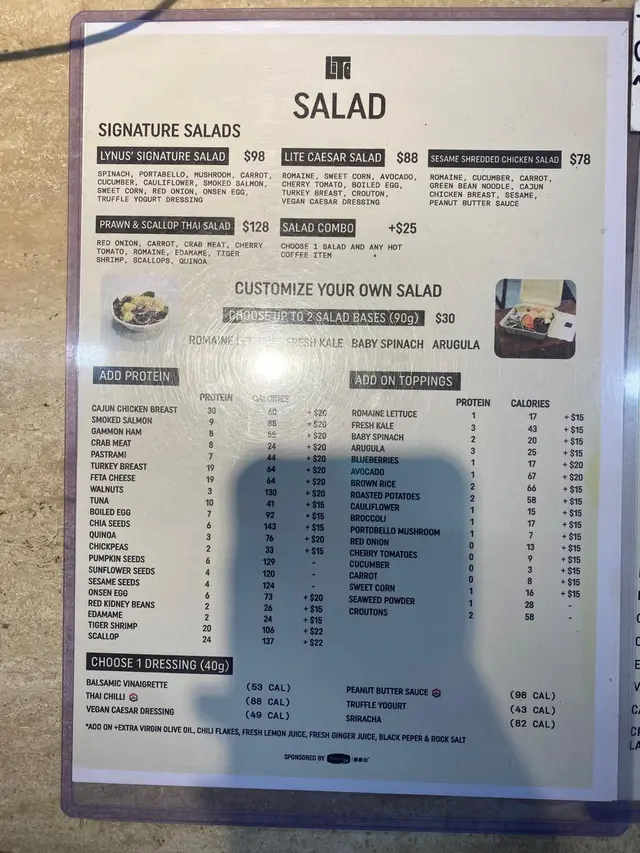 LiTe
SALAD
SIGNATURE SALADS
LYNUS' SIGNATURE SALAD $98
SPINACH, PORTABELLO, MUSHROOM, CARROT,
CUCUMBER, CAULIFLOWER, SMOKED SALMON,
SWEET CORN, RED ONION, ONSEN EGG,
TRUFFLE YOGURT DRESSING
LITE CAESAR SALAD $88
ROMAINE, SWEET CORN, AVOCADO,
CHERRY TOMATO, BOILED EGG,
TURKEY BREAST, CROUTON,
VEGAN CAESAR DRESSING
SESAME SHREDDED CHICKEN SALAD $78
ROMAINE, CUCUMBER, CARROT,
GREEN BEAN NOODLE, CAJUN
CHICKEN BREAST, SESAME,
PEANUT BUTTER SAUCE
PRAWN & SCALLOP THAI SALAD $128
RED ONION, CARROT, CRAB MEAT, CHERRY
TOMATO, ROMAINE, EDAMAME, TIGER
SHRIMP, SCALLOPS, QUINOA
SALAD COMBO +$25
CHOOSE 1 SALAD AND ANY HOT
COFFEE ITEM
CUSTOMIZE YOUR OWN SALAD
CHOOSE UP TO 2 SALAD BASES (90g) $30
ROMAINE FRESH KALE BABY SPINACH ARUGULA
ADD PROTEIN
PROTEIN CALORIES
CAJUN CHICKEN BREAST 30 60 + $20
SMOKED SALMON 9 88 + $20
GAMMON HAM 8 55 + $20
CRAB MEAT 8 24 + $20
PASTRAMI 7 44 + $20
TURKEY BREAST 19 64 + $20
FETA CHEESE 19 64 + $20
WALNUTS 3 130 + $20
TUNA 10 41 + $15
BOILED EGG 7 92 + $15
CHIA SEEDS 6 143 + $15
QUINOA 3 76 + $20
CHICKPEAS 2 33 + $15
PUMPKIN SEEDS 6 129 -
SUNFLOWER SEEDS 4 120 -
SESAME SEEDS 4 124 -
ONSEN EGG 6 73 + $20
RED KIDNEY BEANS 2 26 + $15
EDAMAME 2 24 + $15
TIGER SHRIMP 20 106 + $22
SCALLOP 24 137 + $22
ADD ON TOPPINGS
PROTEIN CALORIES
ROMAINE LETTUCE 1 17 + $15
FRESH KALE 3 43 + $15
BABY SPINACH 2 20 + $15
ARUGULA 3 25 + $15
BLUEBERRIES 1 17 + $20
AVOCADO 1 67 + $20
BROWN RICE 2 66 + $15
ROASTED POTATOES 2 58 + $15
CAULIFLOWER 1 15 + $15
BROCCOLI 1 17 + $15
PORTOBELLO MUSHROOM 1 7 + $15
RED ONION 0 13 + $15
CHERRY TOMATOES 0 9 + $15
CUCUMBER 0 3 + $15
CARROT 0 8 + $15
SWEET CORN 1 16 + $15
SEAWEED POWDER 1 28 -
CROUTONS 2 58 -
CHOOSE 1 DRESSING (40g)
BALSAMIC VINAIGRETTE (53 CAL)
THAI CHILLI (88 CAL)
VEGAN CAESAR DRESSING (49 CAL)
PEANUT BUTTER SAUCE (98 CAL)
TRUFFLE YOGURT (43 CAL)
SRIRACHA (82 CAL)
*ADD ON +EXTRA VIRGIN OLIVE OIL, CHILI FLAKES, FRESH LEMON JUICE, FRESH GINGER JUICE, BLACK PEPER & ROCK SALT
SPONSORED BY